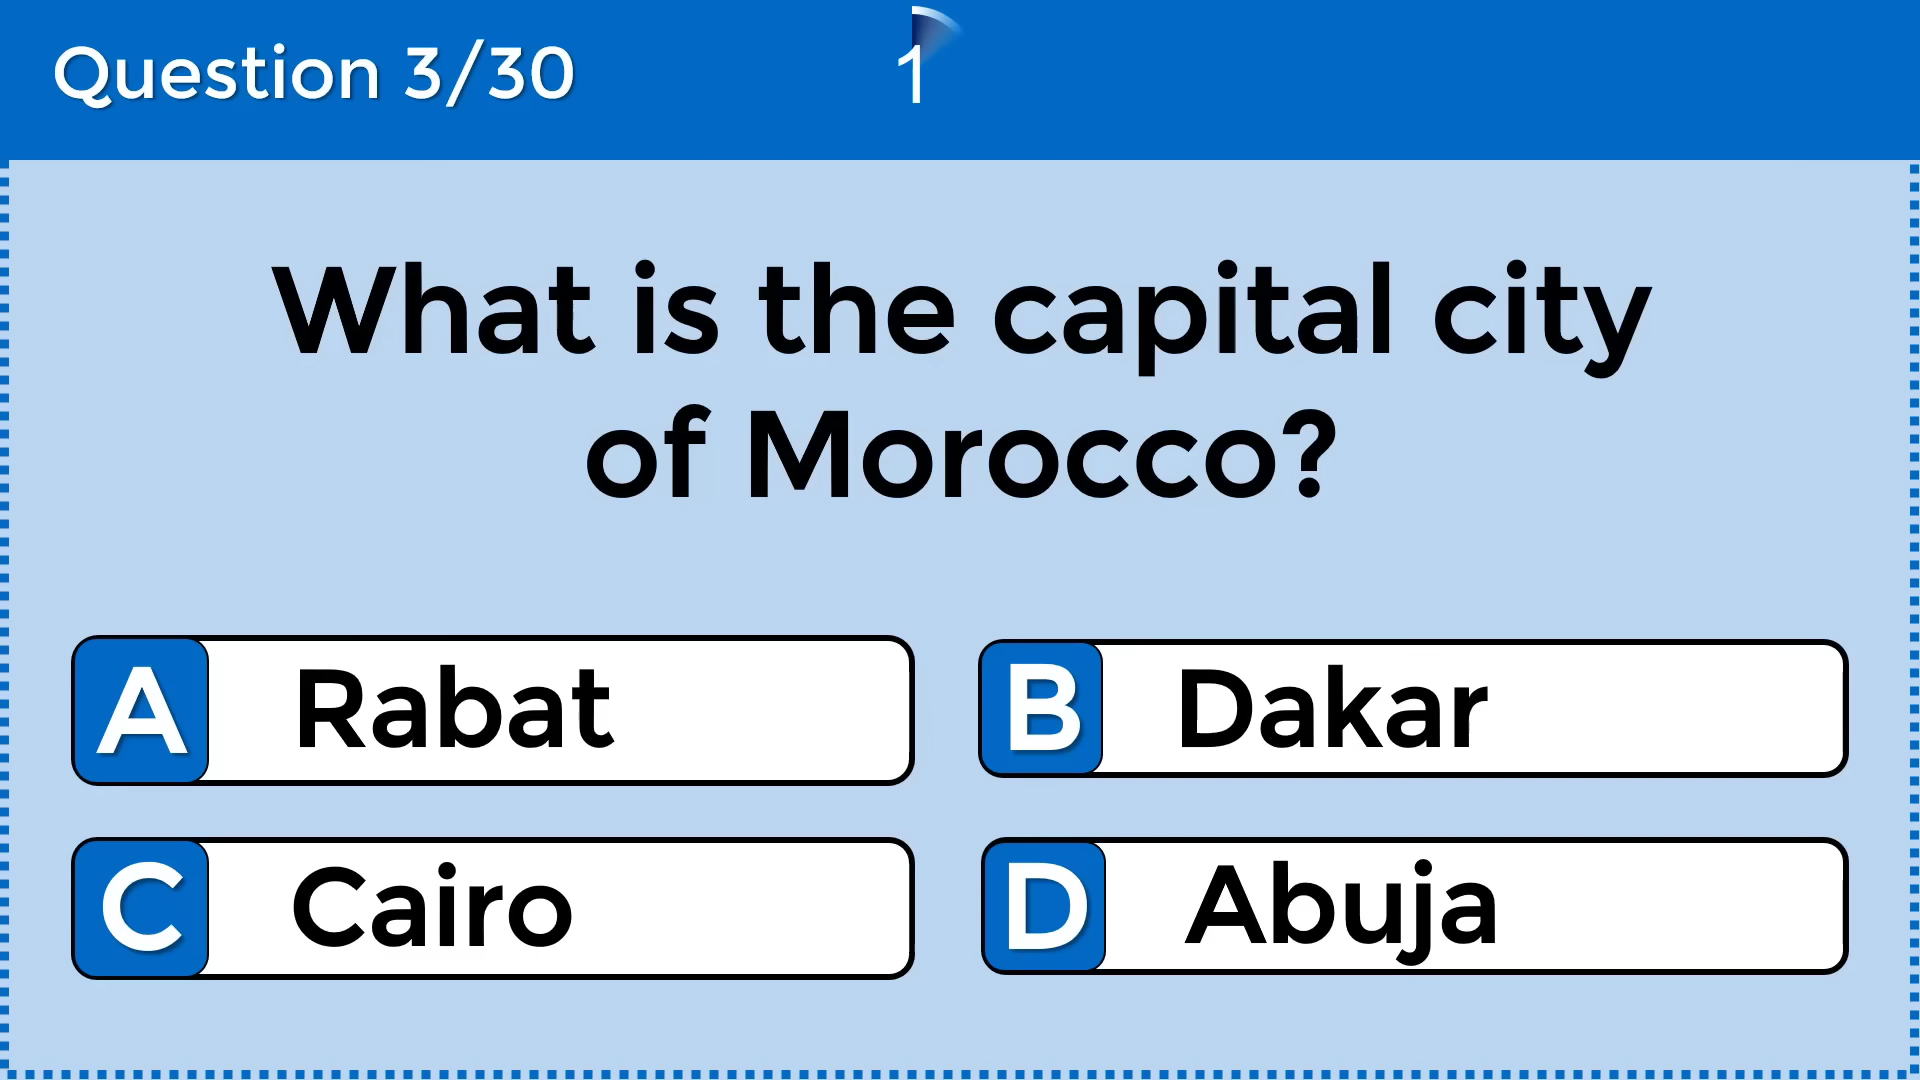 Question 3/30
1
What is the capital city
of Morocco?
A Rabat
B Dakar
C Cairo
D Abuja